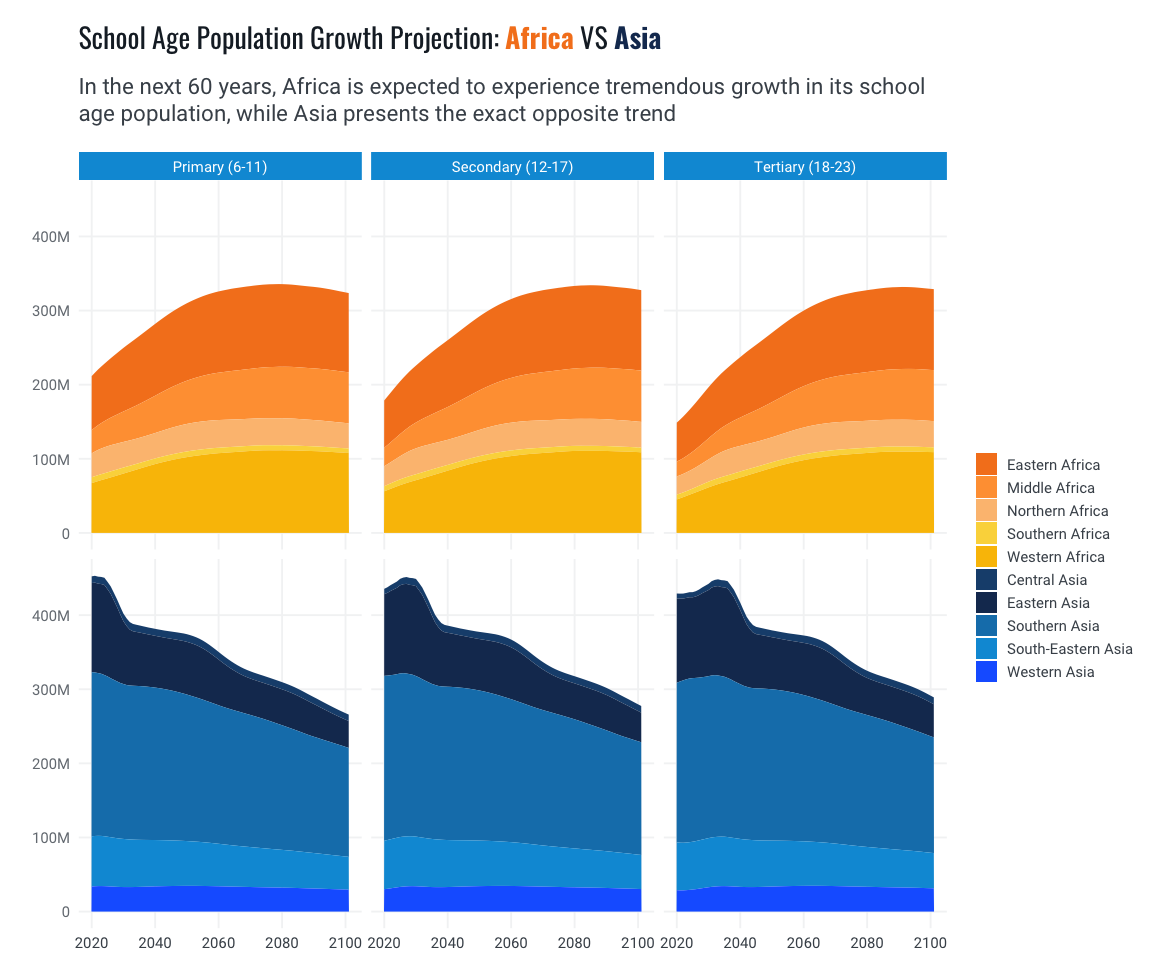 School Age Population Growth Projection: Africa VS Asia
In the next 60 years, Africa is expected to experience tremendous growth in its school
age population, while Asia presents the exact opposite trend
Primary (6-11) Secondary (12-17) Tertiary (18-23)
400M
300M
200M
100M
0
400M
300M
200M
100M
0
2020 2040 2060 2080 2100 2020 2040 2060 2080 2100 2020 2040 2060 2080 2100
Eastern Africa
Middle Africa
Northern Africa
Southern Africa
Western Africa
Central Asia
Eastern Asia
Southern Asia
South-Eastern Asia
Western Asia